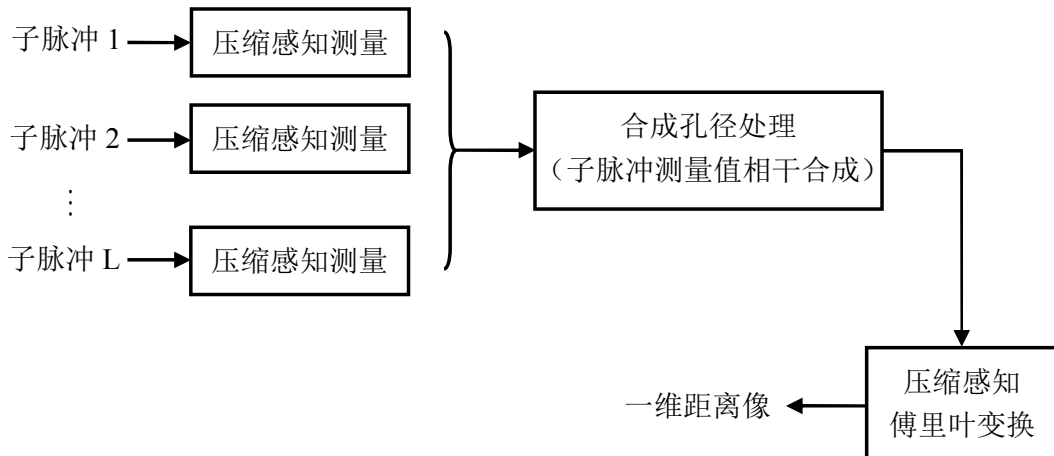 子脉冲 1
压缩感知测量
子脉冲 2
压缩感知测量
⋮
子脉冲 L
压缩感知测量
合成孔径处理
（子脉冲测量值相干合成）
压缩感知
傅里叶变换
一维距离像